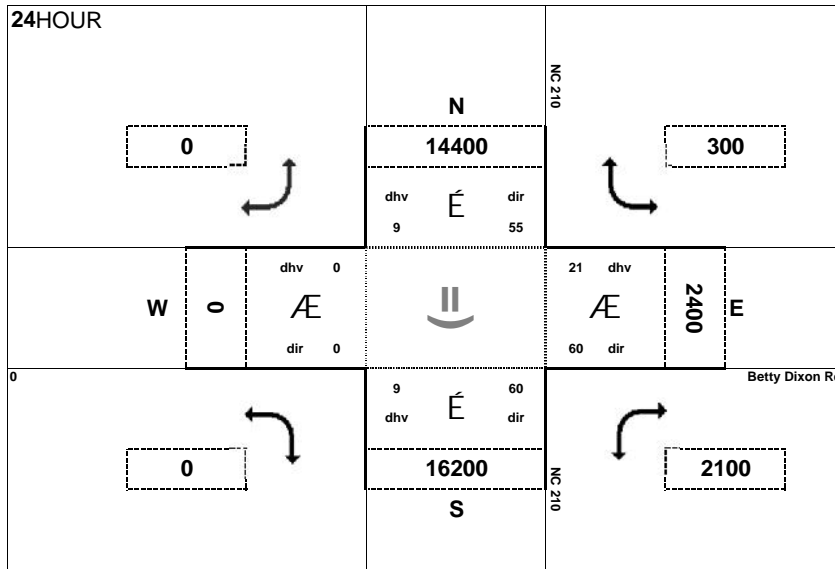 24HOUR
NC 210
N
0
14400
300
dhv É dir
9 55
dhv 0
21 dhv
W
0
Æ
=)
Æ
2400
E
dir 0
60 dir
0
Betty Dixon R
9 60
dhv É dir
0
16200
2100
NC 210
S